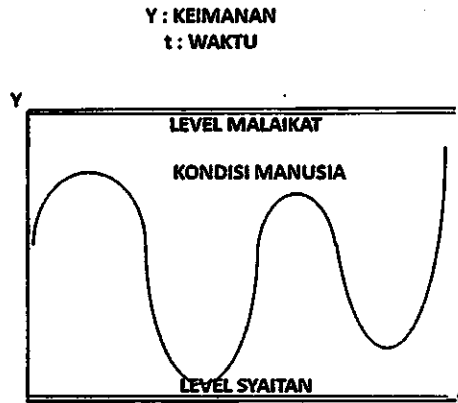 Y : KEIMANAN
t : WAKTU
Y
LEVEL MALAIKAT
KONDISI MANUSIA
LEVEL SYAITAN